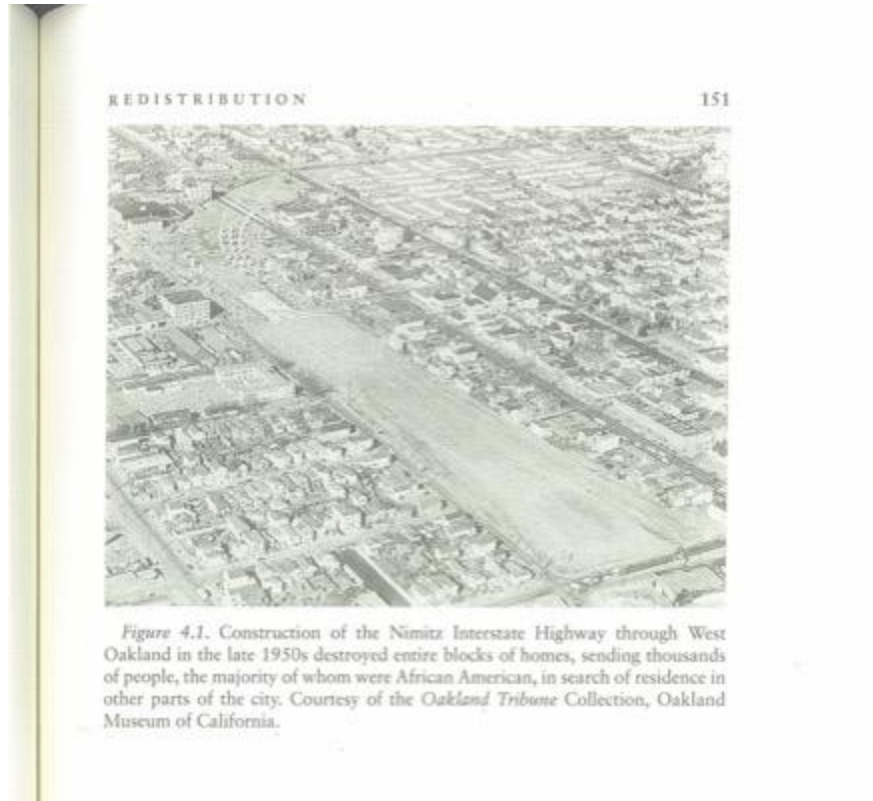 REDISTRIBUTION 151
Figure 4.1. Construction of the Nimitz Interstate Highway through West
Oakland in the late 1950s destroyed entire blocks of homes, sending thousands
of people, the majority of whom were African American, in search of residence in
other parts of the city. Courtesy of the Oakland Tribune Collection, Oakland
Museum of California.